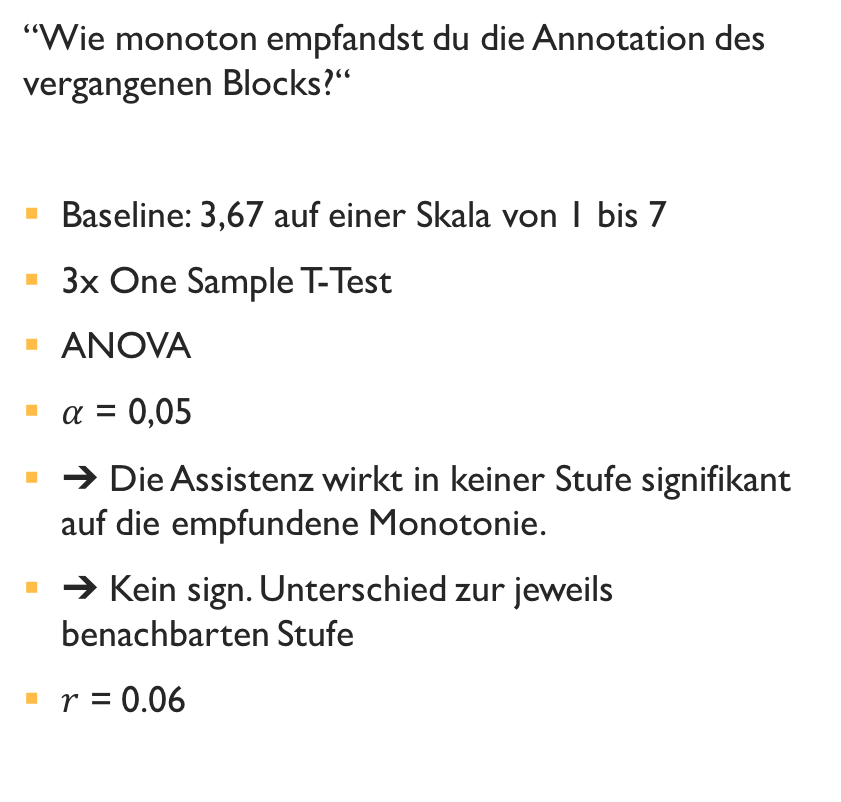 “Wie monoton empfandst du die Annotation des
vergangenen Blocks?“
▪ Baseline: 3,67 auf einer Skala von 1 bis 7
▪ 3x One Sample T-Test
▪ ANOVA
▪ 𝛼 = 0,05
▪ ➔ Die Assistenz wirkt in keiner Stufe signifikant
auf die empfundene Monotonie.
▪ ➔ Kein sign. Unterschied zur jeweils
benachbarten Stufe
▪ 𝑟 = 0.06